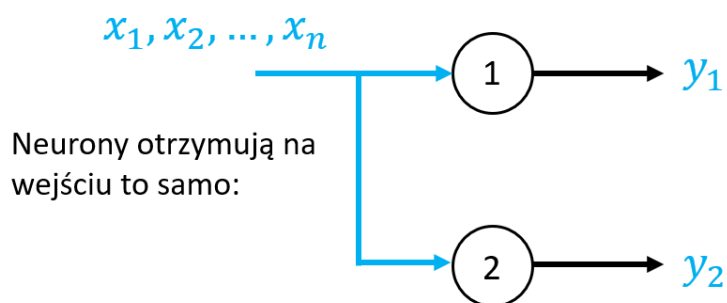 x₁, x₂, ..., xₙ
1
y₁
Neurony otrzymują na
wejściu to samo:
2
y₂